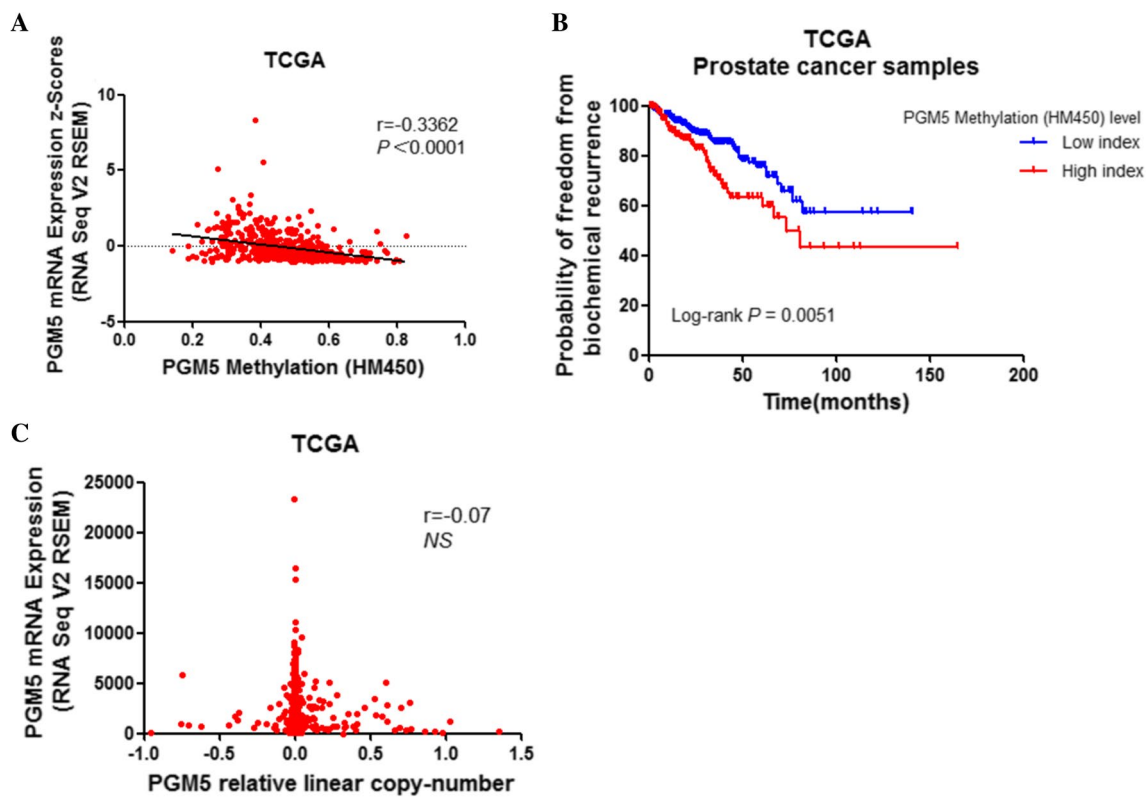 A
TCGA
PGM5 mRNA Expression z-Scores
(RNA Seq V2 RSEM)
r=-0.3362
P<0.0001
10
5
0
-5
0.0 0.2 0.4 0.6 0.8 1.0
PGM5 Methylation (HM450)
B
TCGA
Prostate cancer samples
Probability of freedom from
biochemical recurrence
PGM5 Methylation (HM450) level
Low index
High index
100
80
60
40
20
0
Log-rank P = 0.0051
0 50 100 150 200
Time(months)
C
TCGA
PGM5 mRNA Expression
(RNA Seq V2 RSEM)
r=-0.07
NS
25000
20000
15000
10000
5000
0
-1.0 -0.5 0.0 0.5 1.0 1.5
PGM5 relative linear copy-number